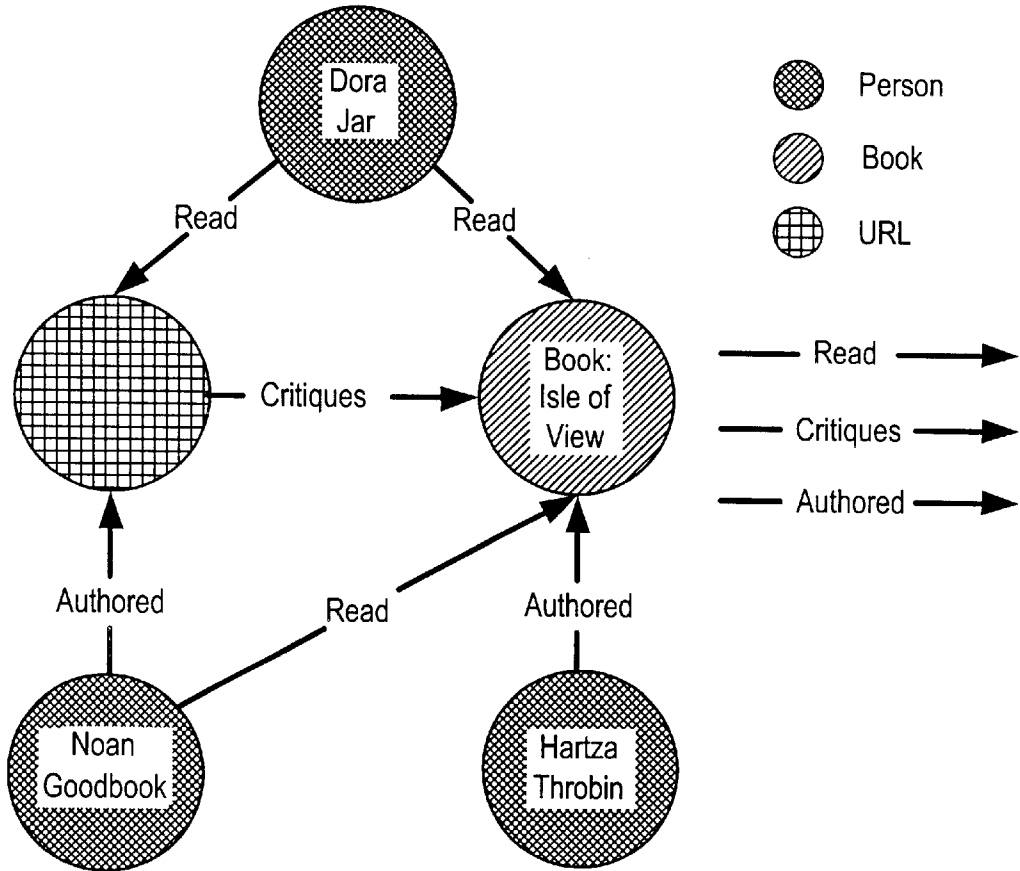 Dora
Jar
Person
Book
URL
Read
Read
Book:
Isle of
View
Critiques
Read
Critiques
Authored
Authored
Read
Authored
Noan
Goodbook
Hartza
Throbin